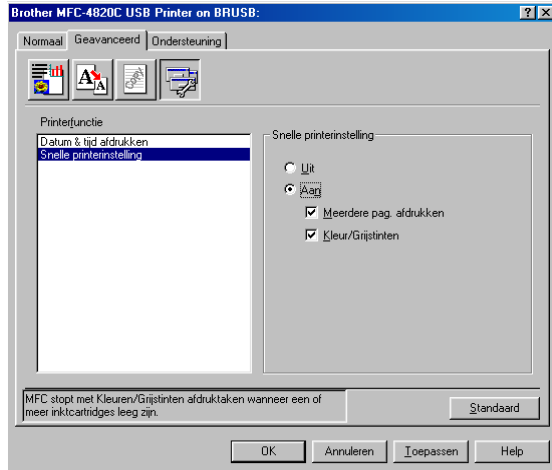 Brother MFC-4820C USB Printer on BRUSB:
Normaal Geavanceerd Ondersteuning
Printerfunctie
Datum & tijd afdrukken
Snelle printerinstelling
Snelle printerinstelling
Uit
Aan
Meerdere pag. afdrukken
Kleur/Grijstinten
MFC stopt met Kleuren/Grijstinten afdruktaken wanneer een of
meer inktcartridges leeg zijn.
Standaard
OK Annuleren Toepassen Help